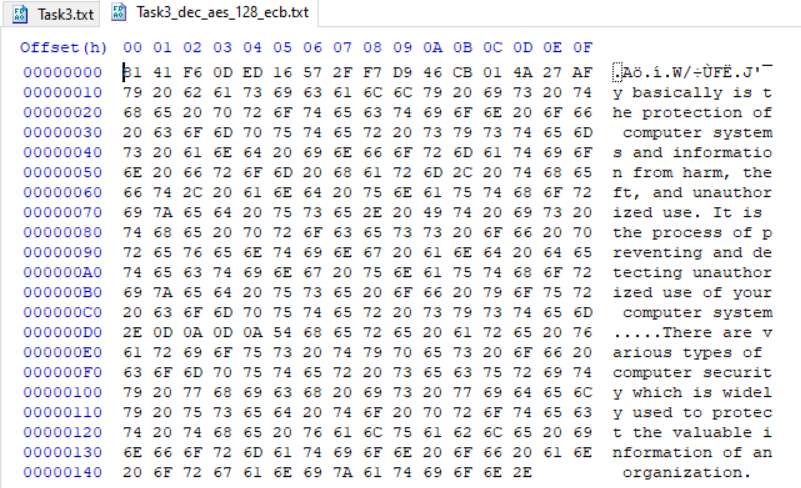 Task3.txt Task3_dec_aes_128_ecb.txt
Offset(h) 00 01 02 03 04 05 06 07 08 09 0A 0B 0C 0D 0E 0F
00000000 81 41 F6 0D ED 16 57 2F F7 D9 46 CB 01 4A 27 AF .Aö.í.W/÷ÙFË.J'¯
00000010 79 20 62 61 73 69 63 61 6C 6C 79 20 69 73 20 74 y basically is t
00000020 68 65 20 70 72 6F 74 65 63 74 69 6F 6E 20 6F 66 he protection of
00000030 20 63 6F 6D 70 75 74 65 72 20 73 79 73 74 65 6D  computer system
00000040 73 20 61 6E 64 20 69 6E 66 6F 72 6D 61 74 69 6F s and informatio
00000050 6E 20 66 72 6F 6D 20 68 61 72 6D 2C 20 74 68 65 n from harm, the
00000060 66 74 2C 20 61 6E 64 20 75 6E 61 75 74 68 6F 72 ft, and unauthor
00000070 69 7A 65 64 20 75 73 65 2E 20 49 74 20 69 73 20 ized use. It is
00000080 74 68 65 20 70 72 6F 63 65 73 73 20 6F 66 20 70 the process of p
00000090 72 65 76 65 6E 74 69 6E 67 20 61 6E 64 20 64 65 reventing and de
000000A0 74 65 63 74 69 6E 67 20 75 6E 61 75 74 68 6F 72 tecting unauthor
000000B0 69 7A 65 64 20 75 73 65 20 6F 66 20 79 6F 75 72 ized use of your
000000C0 20 63 6F 6D 70 75 74 65 72 20 73 79 73 74 65 6D  computer system
000000D0 2E 0D 0A 0D 0A 54 68 65 72 65 20 61 72 65 20 76 .....There are v
000000E0 61 72 69 6F 75 73 20 74 79 70 65 73 20 6F 66 20 arious types of
000000F0 63 6F 6D 70 75 74 65 72 20 73 65 63 75 72 69 74 computer securit
00000100 79 20 77 68 69 63 68 20 69 73 20 77 69 64 65 6C y which is widel
00000110 79 20 75 73 65 64 20 74 6F 20 70 72 6F 74 65 63 y used to protec
00000120 74 20 74 68 65 20 76 61 6C 75 61 62 6C 65 20 69 t the valuable i
00000130 6E 66 6F 72 6D 61 74 69 6F 6E 20 6F 66 20 61 6E nformation of an
00000140 20 6F 72 67 61 6E 69 7A 61 74 69 6F 6E 2E  organization.